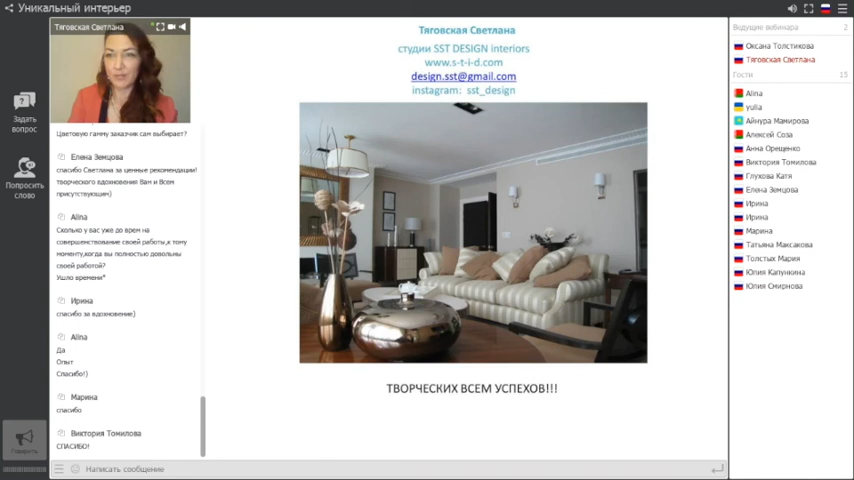 Уникальный интерьер
Задать
вопрос
Попросить
слово
Говорить
Тяговская Светлана
Цветовую гамму заказчик сам выбирает?
Елена Земцова
спасибо Светлана за ценные рекомендации!
творческого вдохновения Вам и Всем
присутствующим)
Alina
Сколько у вас уже до врем на
совершенствование своей работы,к тому
моменту,когда вы полностью довольны
своей работой?
Ушло времени*
Ирина
спасибо за вдохновение)
Alina
Да
Опыт
Спасибо!)
Марина
спасибо
Виктория Томилова
СПАСИБО!
Написать сообщение
Тяговская Светлана
студии SST DESIGN interiors
www.s-t-i-d.com
design.sst@gmail.com
instagram: sst_design
ТВОРЧЕСКИХ ВСЕМ УСПЕХОВ!!!
Ведущие вебинара 2
Оксана Толстикова
Тяговская Светлана
Гости 15
Alina
yulia
Айнура Мамирова
Алексей Соза
Анна Орещенко
Виктория Томилова
Глухова Катя
Елена Земцова
Ирина
Ирина
Марина
Татьяна Максакова
Толстых Мария
Юлия Капункина
Юлия Смирнова